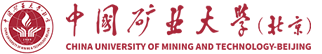 中国矿业大学(北京)
CHINA UNIVERSITY OF MINING AND TECHNOLOGY-BEIJING